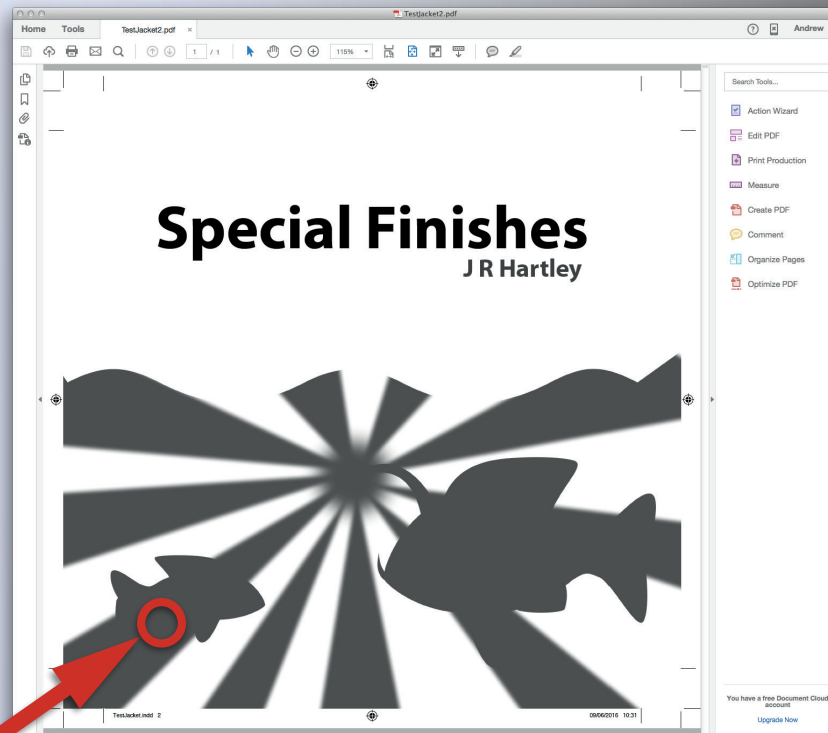 TestJacket2.pdf
Home Tools TestJacket2.pdf × Andrew
1 / 1 115%
Search Tools...
Special Finishes
J R Hartley
Action Wizard
Edit PDF
Print Production
Measure
Create PDF
Comment
Organize Pages
Optimize PDF
TestJacket.indd 2 09/06/2016 10:31
You have a free Document Cloud
account
Upgrade Now